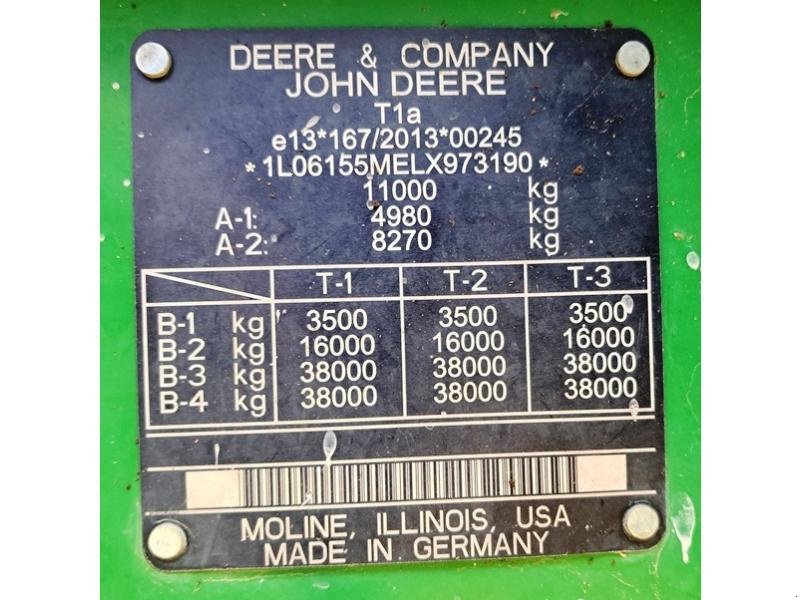 DEERE & COMPANY
JOHN DEERE
T1a
e13*167/2013*00245
*1L06155MELX973190*
11000 kg
A-1: 4980 kg
A-2: 8270 kg
T-1 T-2 T-3
B-1 kg 3500 3500 3500
B-2 kg 16000 16000 16000
B-3 kg 38000 38000 38000
B-4 kg 38000 38000 38000
MOLINE, ILLINOIS, USA
MADE IN GERMANY